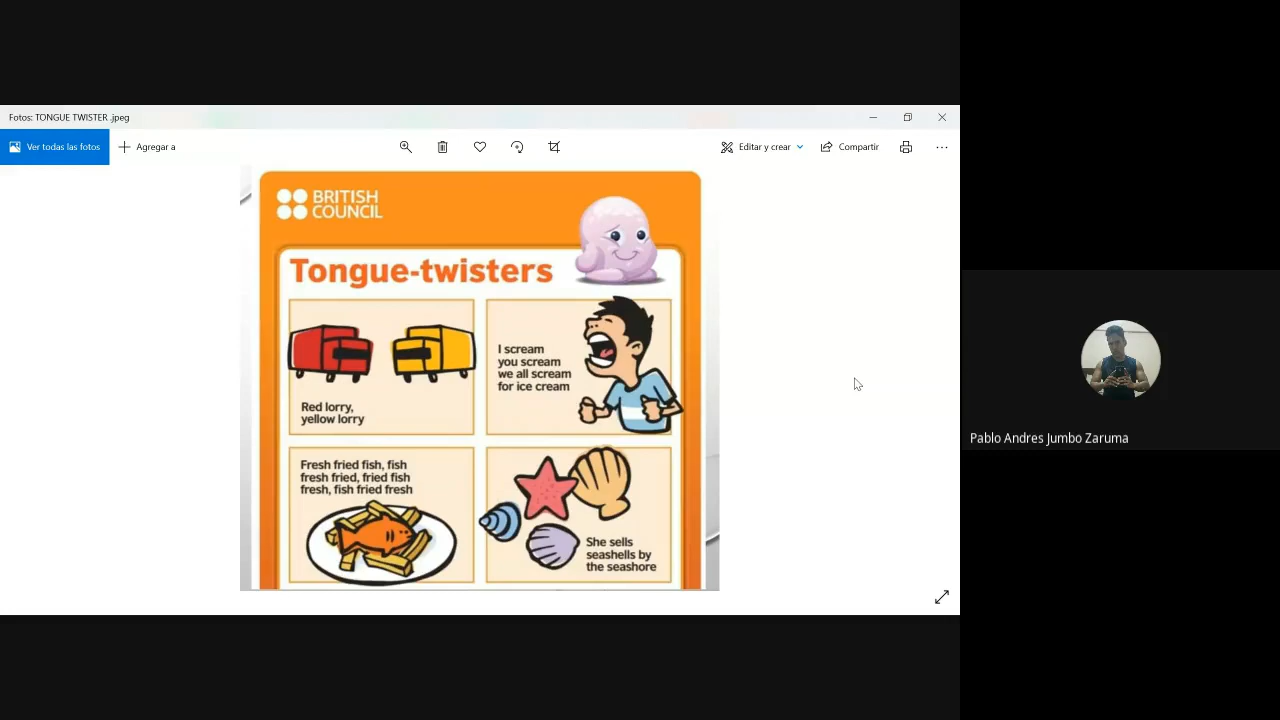 Fotos: TONGUE TWISTER .jpeg
Ver todas las fotos
Agregar a
Editar y crear
Compartir
BRITISH
COUNCIL
Tongue-twisters
Red lorry,
yellow lorry
I scream
you scream
we all scream
for ice cream
Fresh fried fish, fish
fresh fried, fried fish
fresh, fish fried fresh
She sells
seashells by
the seashore
Pablo Andres Jumbo Zaruma